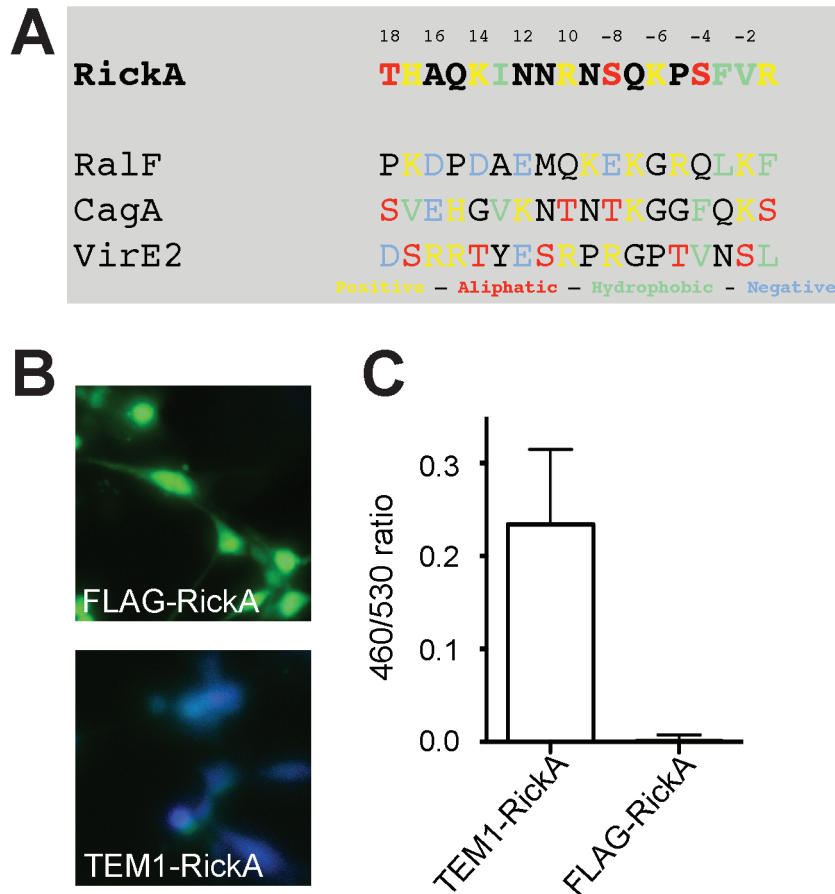 A
18 16 14 12 10 -8 -6 -4 -2
RickA THAQKINNRNSQKPSFVR
RalF PKDPDAEMQKEKGRQLKF
CagA SVEHGVKNTNTKGGFQKS
VirE2 DSRRTYESRPRGPTVNSL
Positive – Aliphatic – Hydrophobic - Negative
B
FLAG-RickA
TEM1-RickA
C
460/530 ratio
0.3
0.2
0.1
0.0
TEM1-RickA
FLAG-RickA